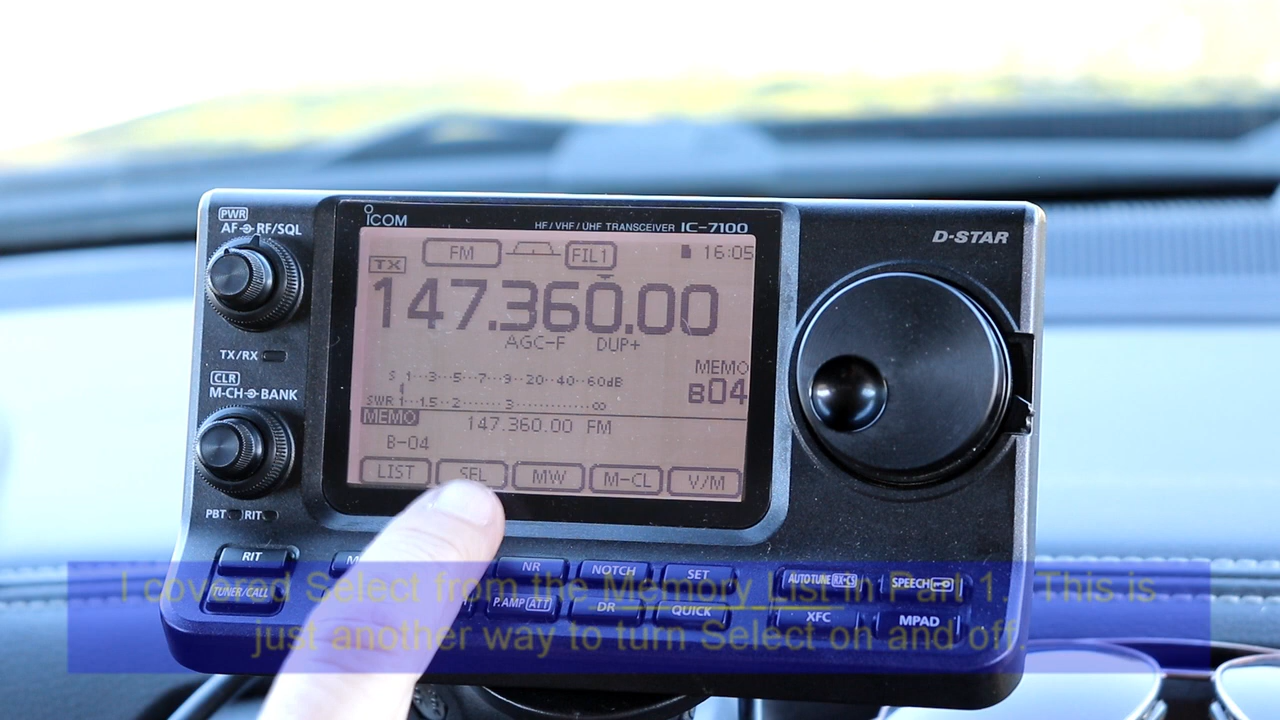 PWR
AF RF/SQL
ICOM
HF/VHF/UHF TRANSCEIVER IC-7100
D-STAR
FM FIL1 16:05
TX
147.360.00
AGC-F DUP+
TX/RX
CLR
M-CH BANK
S 1···3··5··7··9··20··40··60dB
MEMO
B04
SWR 1··1.5··2······3··········∞
MEMO 147.360.00 FM
B-04
LIST SEL MW M-CL V/M
PBT RIT
RIT NR NOTCH SET AUTOTUNE RX-CS SPEECH
TUNER/CALL P.AMP ATT DR QUICK XFC MPAD
I covered Select from the Memory List in Part 1. This is
just another way to turn Select on and off.